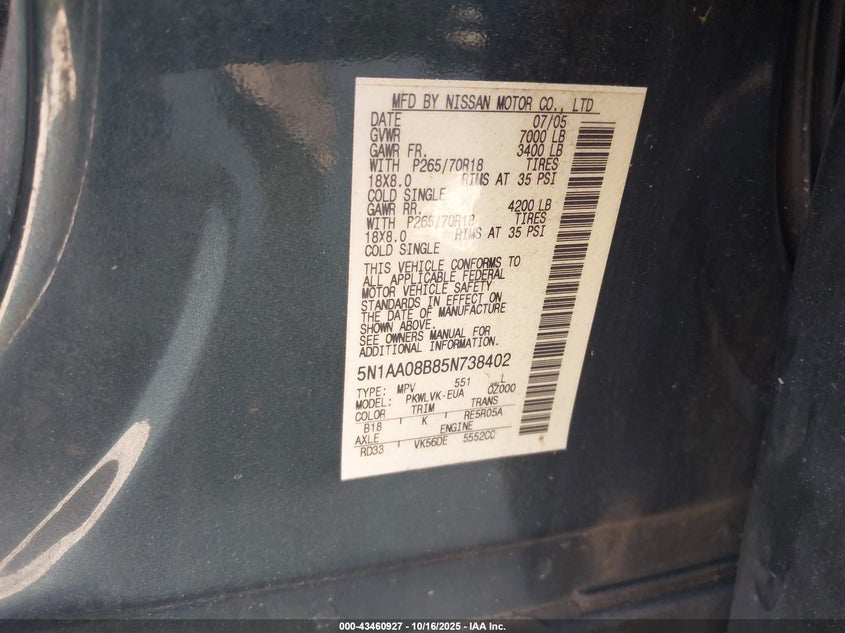 MFD BY NISSAN MOTOR CO., LTD
DATE 07/05
GVWR 7000 LB
GAWR FR. 3400 LB
WITH P265/70R18 TIRES
18X8.0 RIMS AT 35 PSI
COLD SINGLE
GAWR RR. 4200 LB
WITH P265/70R18 TIRES
18X8.0 RIMS AT 35 PSI
COLD SINGLE
THIS VEHICLE CONFORMS TO
ALL APPLICABLE FEDERAL
MOTOR VEHICLE SAFETY
STANDARDS IN EFFECT ON
THE DATE OF MANUFACTURE
SHOWN ABOVE.
SEE OWNERS MANUAL FOR
ADDITIONAL INFORMATION.
5N1AA08B85N738402
TYPE: MPV 551 L
MODEL: PKWLVK-EUA 0Z000
COLOR TRIM TRANS
B18 K RE5R05A
AXLE ENGINE
RD33 VK56DE 5552CC
000-43460927 - 10/16/2025 - IAA Inc.